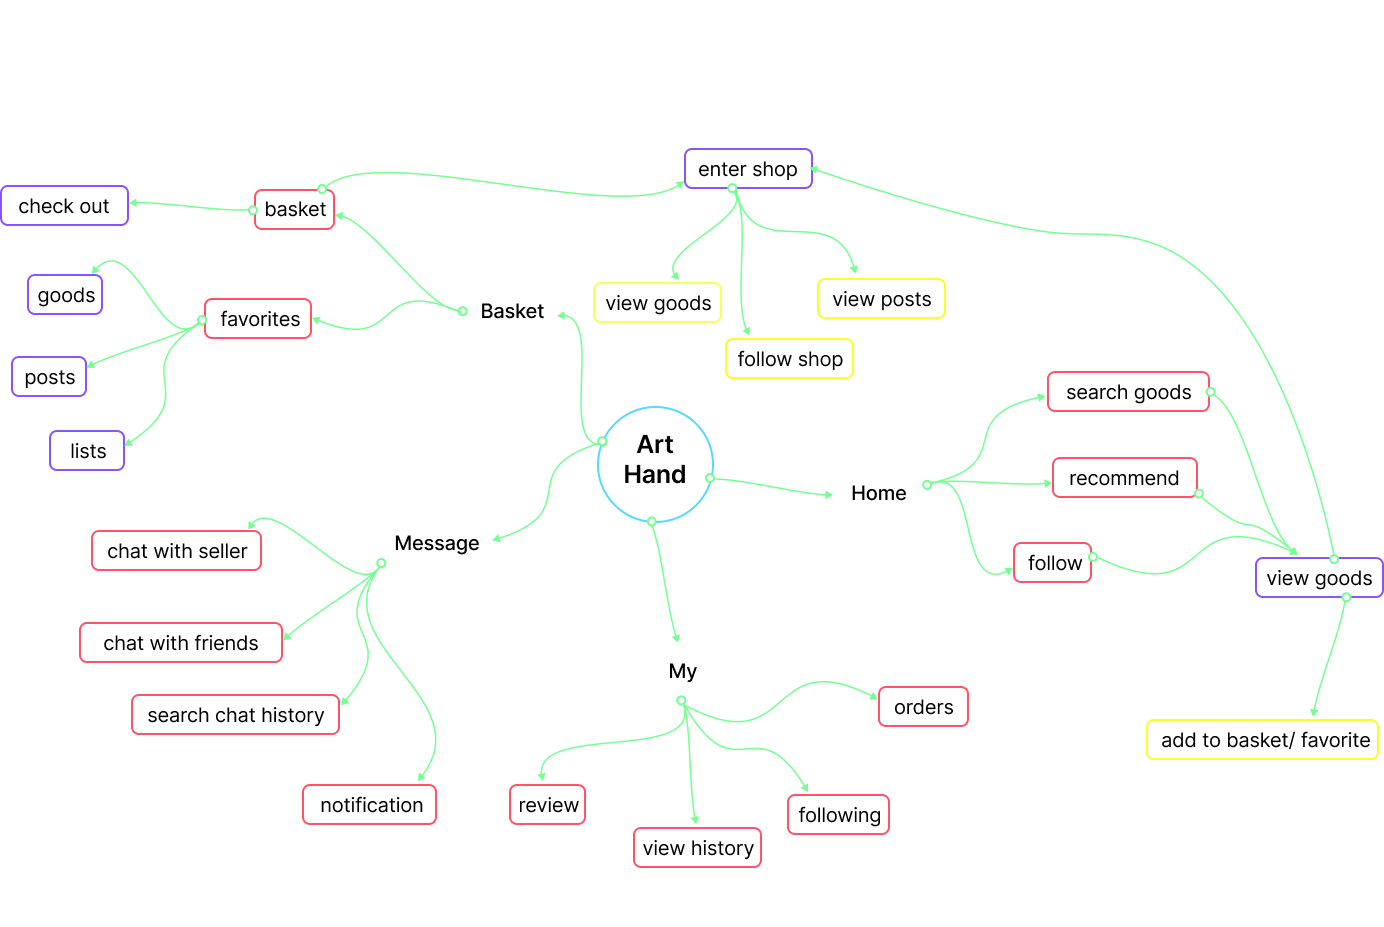 enter shop
check out
basket
goods
favorites
Basket
view goods
view posts
follow shop
posts
lists
Art
Hand
search goods
recommend
Home
follow
view goods
Message
chat with seller
chat with friends
search chat history
notification
My
orders
review
following
view history
add to basket/ favorite